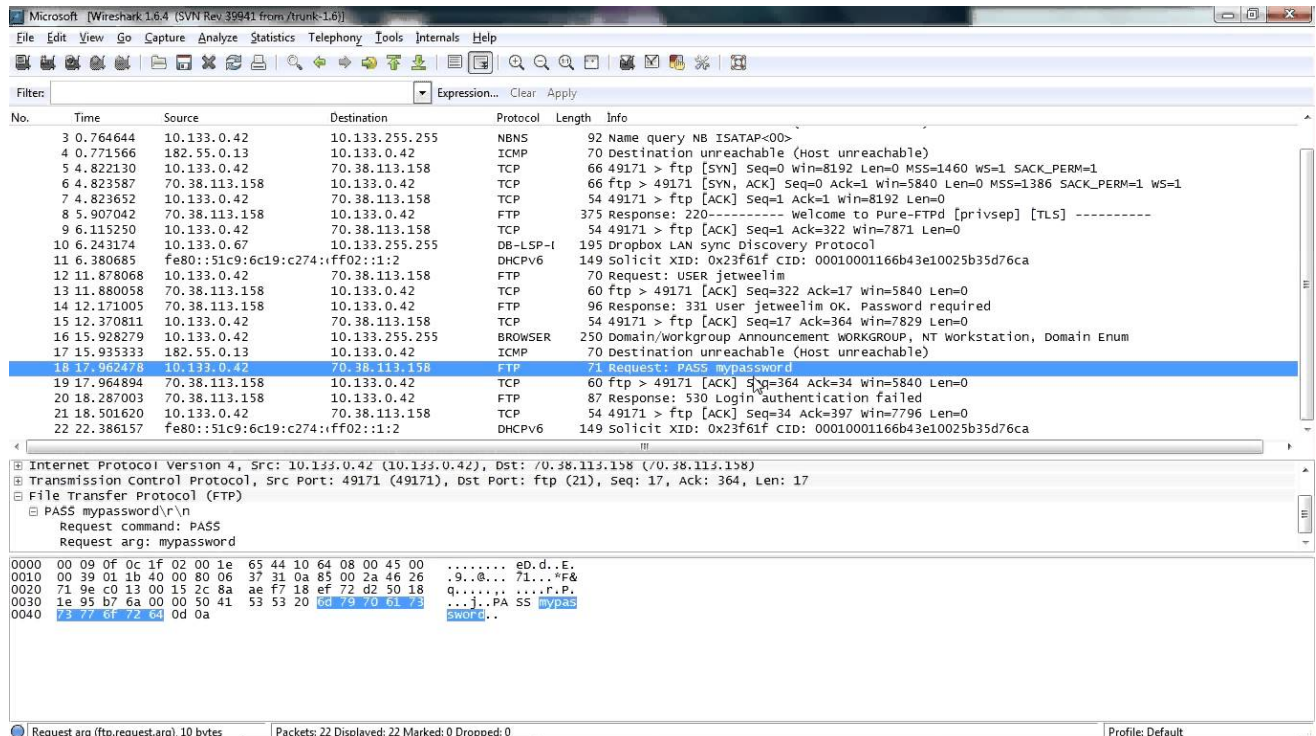 Microsoft [Wireshark 1.6.4 (SVN Rev 39941 from /trunk-1.6)]
File Edit View Go Capture Analyze Statistics Telephony Tools Internals Help
Filter: Expression... Clear Apply
No. Time Source Destination Protocol Length Info
3 0.764644 10.133.0.42 10.133.255.255 NBNS 92 Name query NB ISATAP<00>
4 0.771566 182.55.0.13 10.133.0.42 ICMP 70 Destination unreachable (Host unreachable)
5 4.822130 10.133.0.42 70.38.113.158 TCP 66 49171 > ftp [SYN] Seq=0 Win=8192 Len=0 MSS=1460 WS=1 SACK_PERM=1
6 4.823587 70.38.113.158 10.133.0.42 TCP 66 ftp > 49171 [SYN, ACK] Seq=0 Ack=1 Win=5840 Len=0 MSS=1386 SACK_PERM=1 WS=1
7 4.823652 10.133.0.42 70.38.113.158 TCP 54 49171 > ftp [ACK] Seq=1 Ack=1 Win=8192 Len=0
8 5.907042 70.38.113.158 10.133.0.42 FTP 375 Response: 220---------- Welcome to Pure-FTPd [privsep] [TLS] ----------
9 6.115250 10.133.0.42 70.38.113.158 TCP 54 49171 > ftp [ACK] Seq=1 Ack=322 Win=7871 Len=0
10 6.243174 10.133.0.67 10.133.255.255 DB-LSP-I 195 Dropbox LAN sync Discovery Protocol
11 6.380685 fe80::51c9:6c19:c274:(ff02::1:2 DHCPv6 149 Solicit XID: 0x23f61f CID: 00010001166b43e10025b35d76ca
12 11.878068 10.133.0.42 70.38.113.158 FTP 70 Request: USER jetweelim
13 11.880058 70.38.113.158 10.133.0.42 TCP 60 ftp > 49171 [ACK] Seq=322 Ack=17 Win=5840 Len=0
14 12.171005 70.38.113.158 10.133.0.42 FTP 96 Response: 331 User jetweelim OK. Password required
15 12.370811 10.133.0.42 70.38.113.158 TCP 54 49171 > ftp [ACK] Seq=17 Ack=364 Win=7829 Len=0
16 15.928279 10.133.0.42 10.133.255.255 BROWSER 250 Domain/Workgroup Announcement WORKGROUP, NT Workstation, Domain Enum
17 15.935333 182.55.0.13 10.133.0.42 ICMP 70 Destination unreachable (Host unreachable)
18 17.962478 10.133.0.42 70.38.113.158 FTP 71 Request: PASS mypassword
19 17.964894 70.38.113.158 10.133.0.42 TCP 60 ftp > 49171 [ACK] Seq=364 Ack=34 Win=5840 Len=0
20 18.287003 70.38.113.158 10.133.0.42 FTP 87 Response: 530 Login authentication failed
21 18.501620 10.133.0.42 70.38.113.158 TCP 54 49171 > ftp [ACK] Seq=34 Ack=397 Win=7796 Len=0
22 22.386157 fe80::51c9:6c19:c274:(ff02::1:2 DHCPv6 149 Solicit XID: 0x23f61f CID: 00010001166b43e10025b35d76ca
Internet Protocol Version 4, Src: 10.133.0.42 (10.133.0.42), Dst: 70.38.113.158 (70.38.113.158)
Transmission Control Protocol, Src Port: 49171 (49171), Dst Port: ftp (21), Seq: 17, Ack: 364, Len: 17
File Transfer Protocol (FTP)
PASS mypassword\r\n
Request command: PASS
Request arg: mypassword
0000 00 09 0f 0c 1f 02 00 1e 65 44 10 64 08 00 45 00 ........ eD.d..E.
0010 00 39 01 1b 40 00 80 06 37 31 0a 85 00 2a 46 26 .9..@... 71...*F&
0020 71 9e c0 13 00 15 2c 8a ae f7 18 ef 72 d2 50 18 q.....,. ....r.P.
0030 1e 95 b7 6a 00 00 50 41 53 53 20 6d 79 70 61 73 ...j..PA SS mypas
0040 73 77 6f 72 64 0d 0a sword..
Request arg (ftp.request.arg), 10 bytes Packets: 22 Displayed: 22 Marked: 0 Dropped: 0 Profile: Default